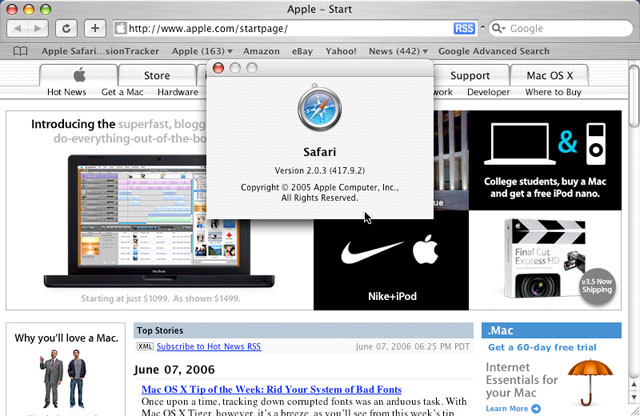 Apple - Start
http://www.apple.com/startpage/
RSS
Google
Apple Safari...sionTracker
Apple (163)
Amazon
eBay
Yahoo!
News (442)
Google Advanced Search
Store
Support
Mac OS X
Hot News
Get a Mac
Hardware
Developer
Where to Buy
Introducing the superfast, blogg
do-everything-out-of-the-bo
MacBook
Starting at just $1099. As shown $1499.
Safari
Version 2.0.3 (417.9.2)
Copyright © 2005 Apple Computer, Inc.,
All Rights Reserved.
&
College students, buy a Mac
and get a free iPod nano.
Nike+iPod
Final Cut
Express HD
v3.5 Now
Shipping
Why you'll love a Mac.
Top Stories
XML
Subscribe to Hot News RSS
June 07, 2006 06:25 PM PDT
June 07, 2006
Mac OS X Tip of the Week: Rid Your System of Bad Fonts
Once upon a time, tracking down corrupted fonts was an arduous task. With
Mac OS X Tiger, however, it's a breeze, as you'll see from this week's tip
.Mac
Get a 60-day free trial
Internet
Essentials for
your Mac
Learn More